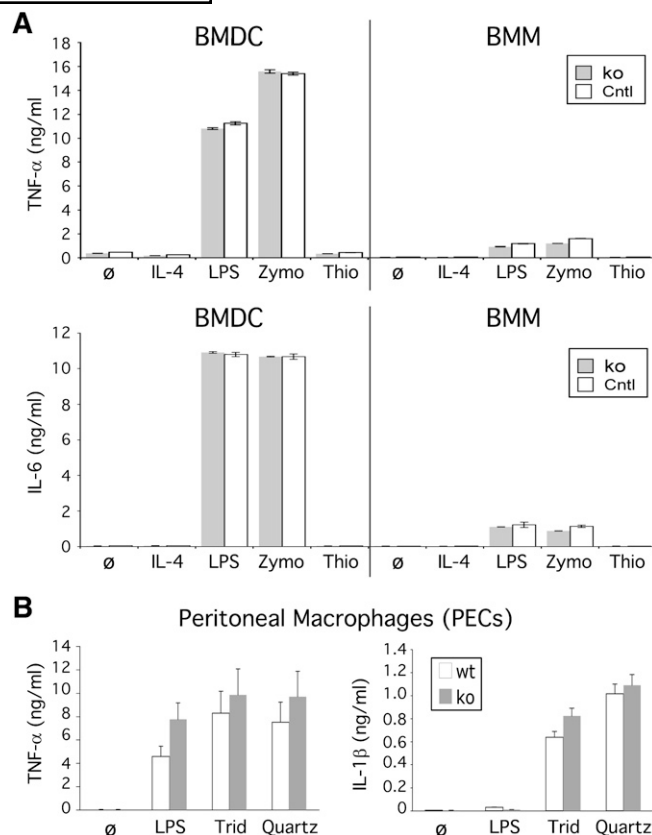 A
BMDC BMM
TNF-α (ng/ml)
18
16
14
12
10
8
6
4
2
0
ko
Cntl
ø IL-4 LPS Zymo Thio ø IL-4 LPS Zymo Thio
BMDC BMM
IL-6 (ng/ml)
12
10
8
6
4
2
0
ko
Cntl
ø IL-4 LPS Zymo Thio ø IL-4 LPS Zymo Thio
B
Peritoneal Macrophages (PECs)
TNF-α (ng/ml)
14
12
10
8
6
4
2
0
ø LPS Trid Quartz
IL-1β (ng/ml)
1.4
1.2
1.0
0.8
0.6
0.4
0.2
0
wt
ko
ø LPS Trid Quartz